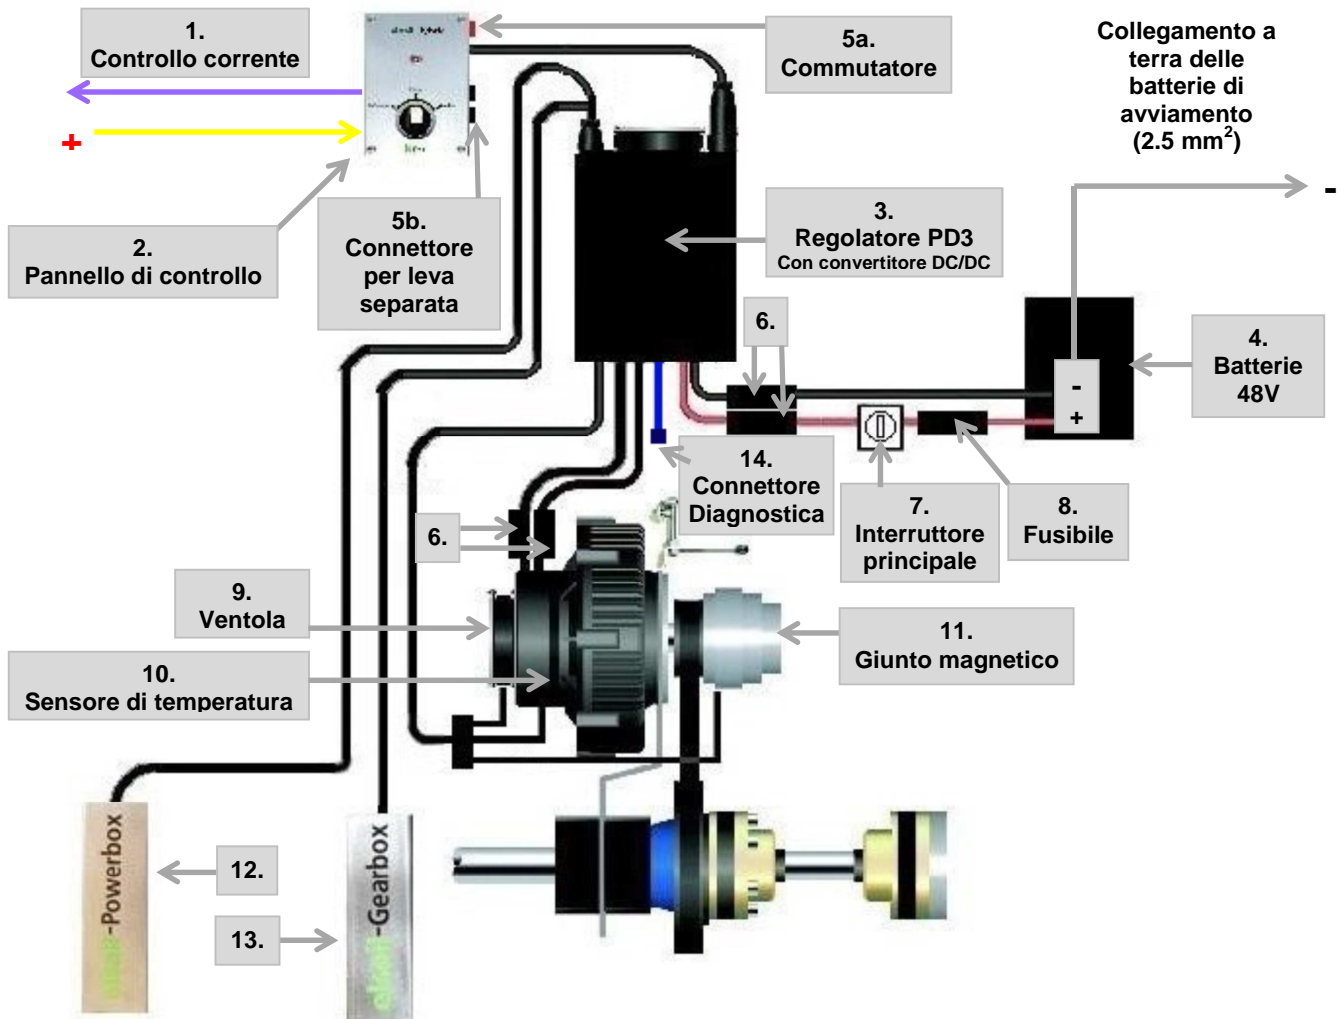 1.
Controllo corrente
5a.
Commutatore
Collegamento a
terra delle
batterie di
avviamento
(2.5 mm²)
+
-
2.
Pannello di controllo
5b.
Connettore
per leva
separata
3.
Regolatore PD3
Con convertitore DC/DC
6.
4.
Batterie
48V
-
+
14.
Connettore
Diagnostica
7.
Interruttore
principale
8.
Fusibile
6.
9.
Ventola
10.
Sensore di temperatura
11.
Giunto magnetico
12.
13.
-Powerbox
-Gearbox